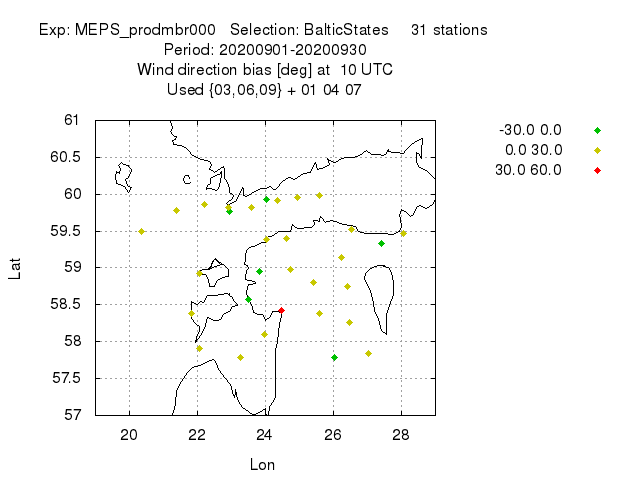 Exp: MEPS_prodmbr000   Selection: BalticStates     31 stations
Period: 20200901-20200930
Wind direction bias [deg] at  10 UTC
Used {03,06,09} + 01 04 07
-30.0 0.0
0.0 30.0
30.0 60.0
61
60.5
60
59.5
59
58.5
58
57.5
57
Lat
20 22 24 26 28
Lon